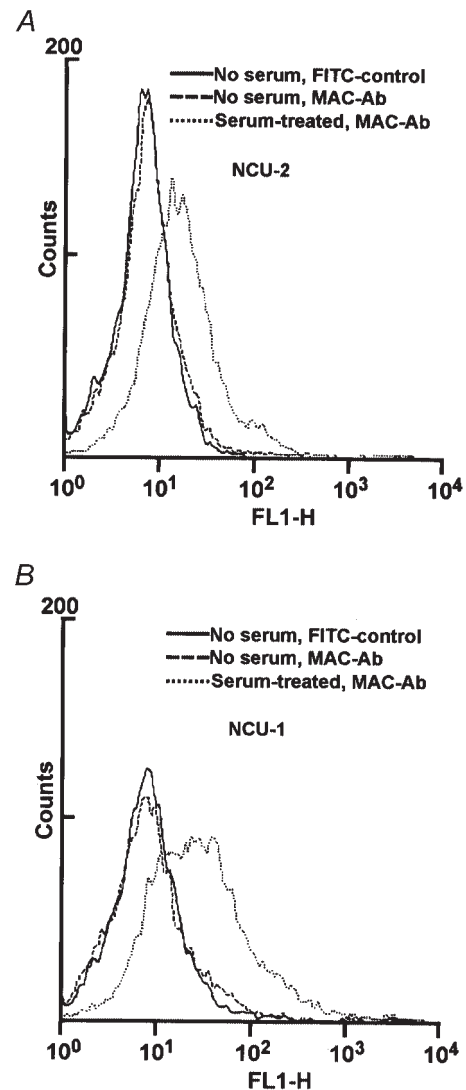 A
200
No serum, FITC-control
No serum, MAC-Ab
Serum-treated, MAC-Ab
NCU-2
Counts
10⁰ 10¹ 10² 10³ 10⁴
FL1-H
B
200
No serum, FITC-control
No serum, MAC-Ab
Serum-treated, MAC-Ab
NCU-1
Counts
10⁰ 10¹ 10² 10³ 10⁴
FL1-H